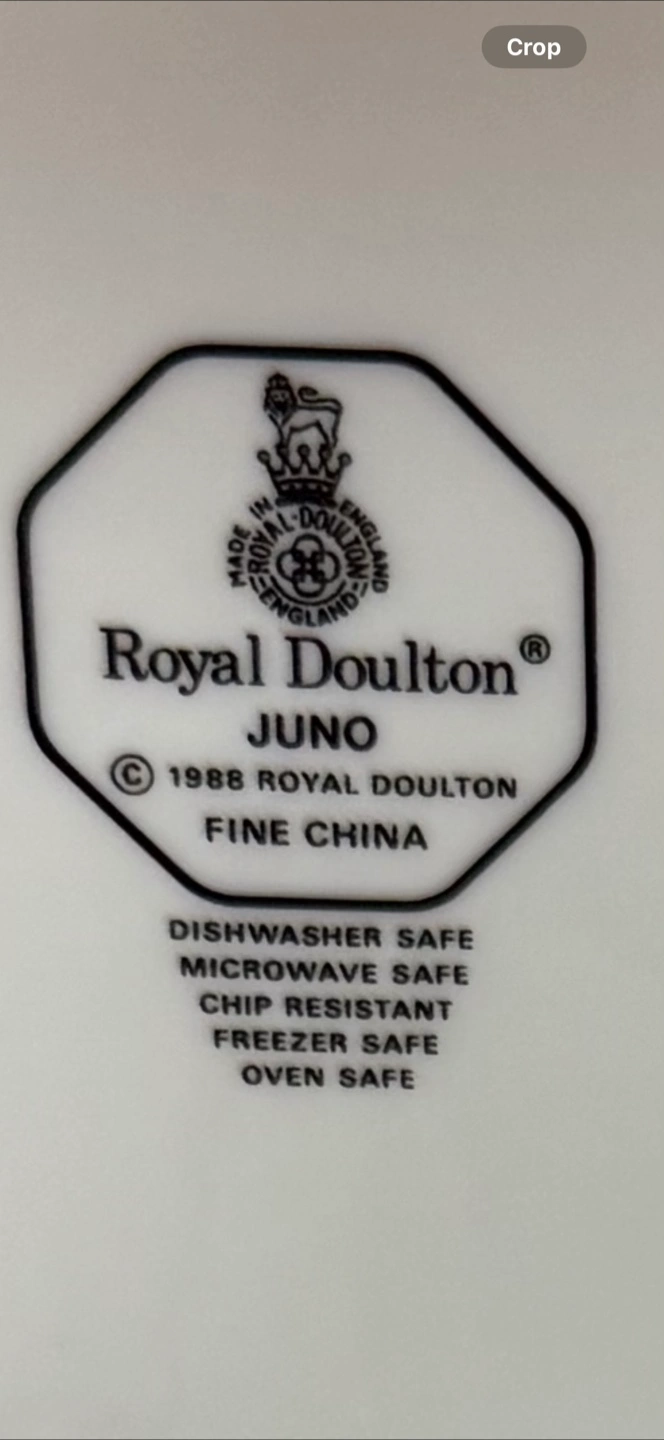 Crop
MADE IN ENGLAND
ROYAL·DOULTON
ENGLAND
Royal Doulton®
JUNO
© 1988 ROYAL DOULTON
FINE CHINA
DISHWASHER SAFE
MICROWAVE SAFE
CHIP RESISTANT
FREEZER SAFE
OVEN SAFE